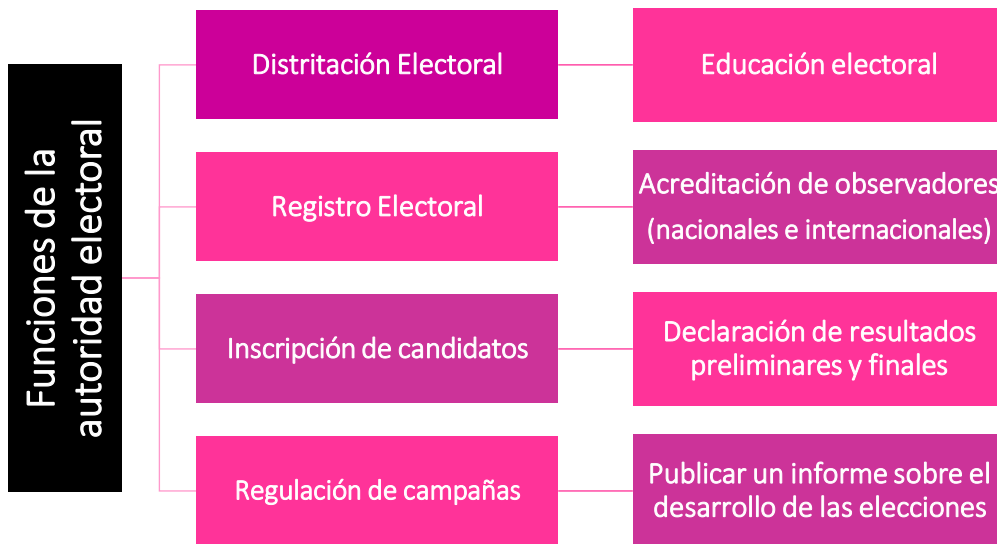 Funciones de la
autoridad electoral
Distritación Electoral
Educación electoral
Registro Electoral
Acreditación de observadores
(nacionales e internacionales)
Inscripción de candidatos
Declaración de resultados
preliminares y finales
Regulación de campañas
Publicar un informe sobre el
desarrollo de las elecciones